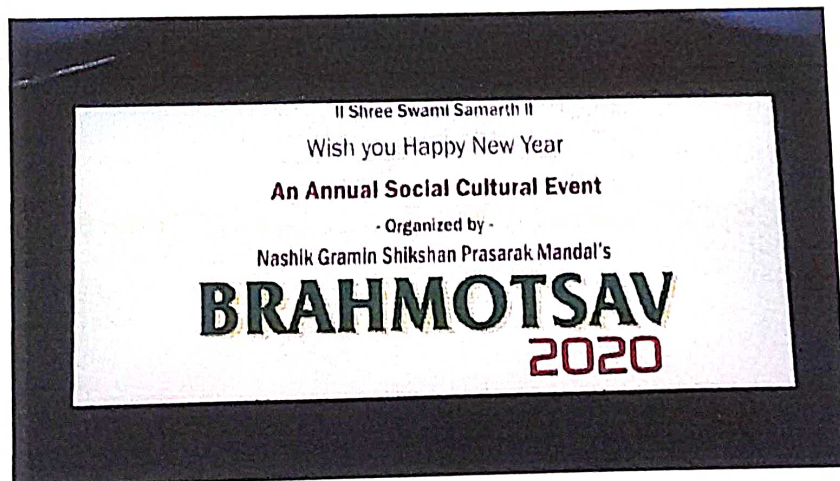 II Shree Swami Samarth II
Wish you Happy New Year
An Annual Social Cultural Event
- Organized by -
Nashik Gramin Shikshan Prasarak Mandal's
BRAHMOTSAV
2020